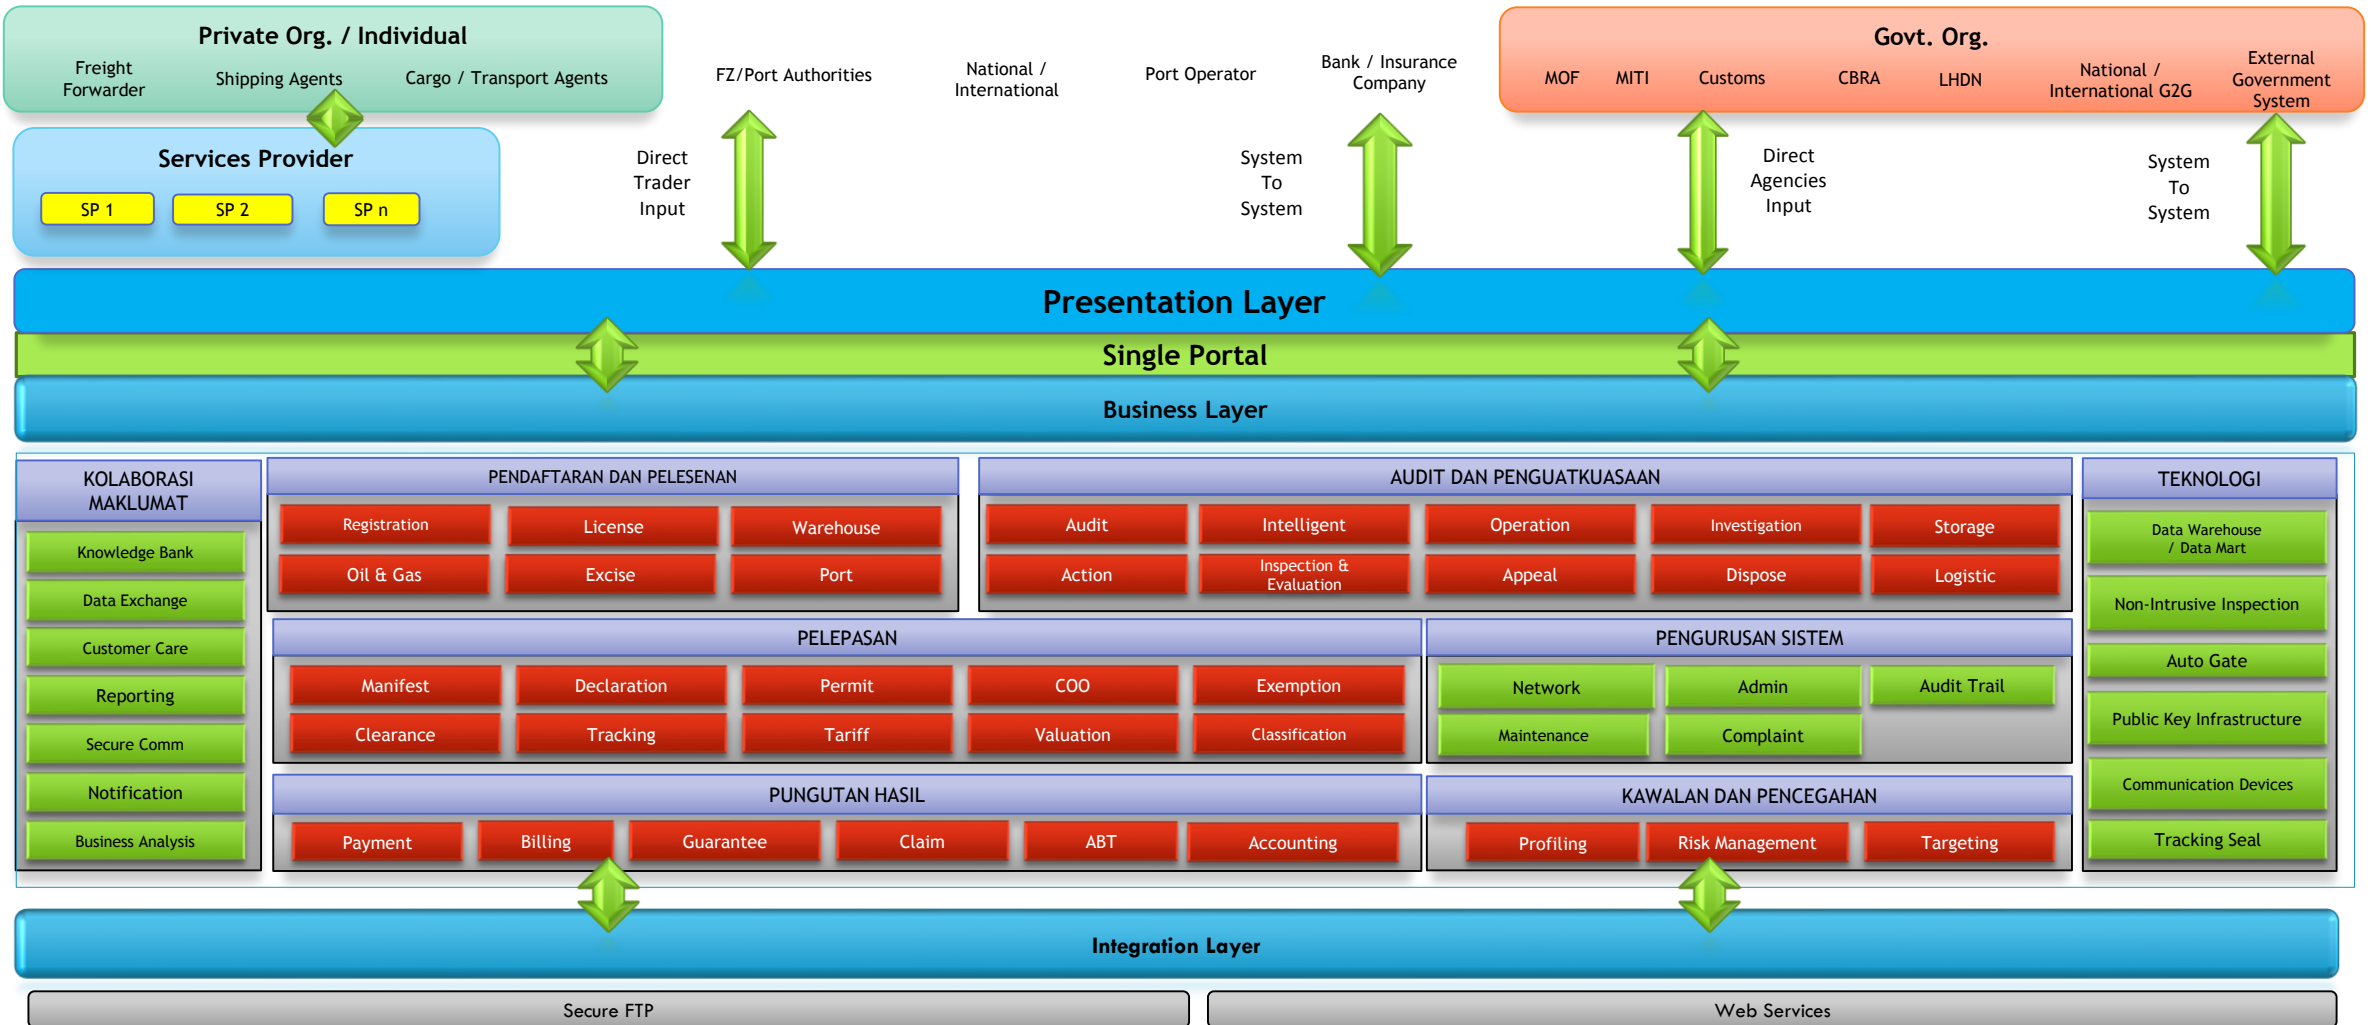 Private Org. / Individual
Freight
Forwarder
Shipping Agents
Cargo / Transport Agents
FZ/Port Authorities
National /
International
Port Operator
Bank / Insurance
Company
Govt. Org.
MOF
MITI
Customs
CBRA
LHDN
National /
International G2G
External
Government
System
Services Provider
SP 1
SP 2
SP n
Direct
Trader
Input
System
To
System
Direct
Agencies
Input
System
To
System
Presentation Layer
Single Portal
Business Layer
KOLABORASI
MAKLUMAT
Knowledge Bank
Data Exchange
Customer Care
Reporting
Secure Comm
Notification
Business Analysis
PENDAFTARAN DAN PELESENAN
Registration
License
Warehouse
Oil & Gas
Excise
Port
AUDIT DAN PENGUATKUASAAN
Audit
Intelligent
Operation
Investigation
Storage
Action
Inspection &
Evaluation
Appeal
Dispose
Logistic
PELEPASAN
Manifest
Declaration
Permit
COO
Exemption
Clearance
Tracking
Tariff
Valuation
Classification
PENGURUSAN SISTEM
Network
Admin
Audit Trail
Maintenance
Complaint
PUNGUTAN HASIL
Payment
Billing
Guarantee
Claim
ABT
Accounting
KAWALAN DAN PENCEGAHAN
Profiling
Risk Management
Targeting
TEKNOLOGI
Data Warehouse
/ Data Mart
Non-Intrusive Inspection
Auto Gate
Public Key Infrastructure
Communication Devices
Tracking Seal
Integration Layer
Secure FTP
Web Services